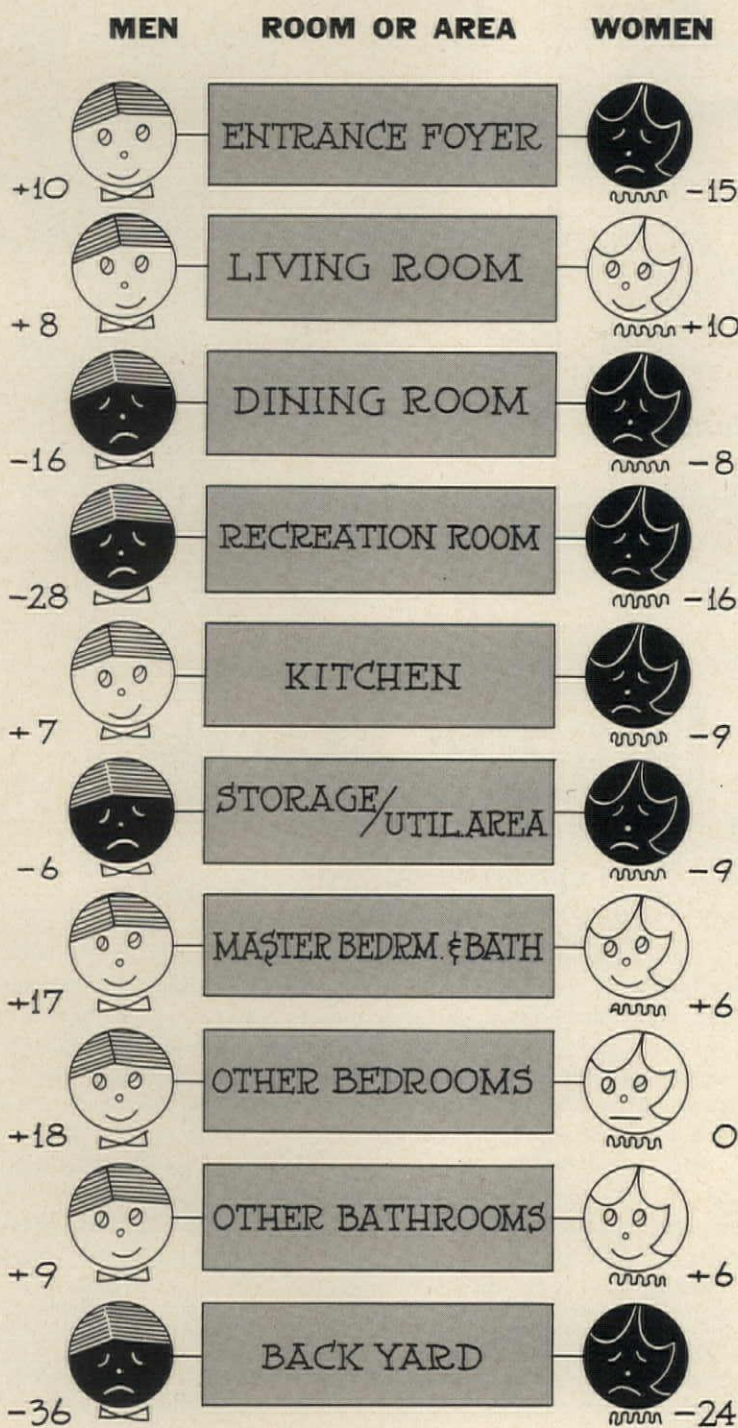 MEN ROOM OR AREA WOMEN
+10 ENTRANCE FOYER -15
+8 LIVING ROOM +10
-16 DINING ROOM -8
-28 RECREATION ROOM -16
+7 KITCHEN -9
-6 STORAGE/UTIL.AREA -9
+17 MASTER BEDRM. & BATH +6
+18 OTHER BEDROOMS 0
+9 OTHER BATHROOMS +6
-36 BACK YARD -24